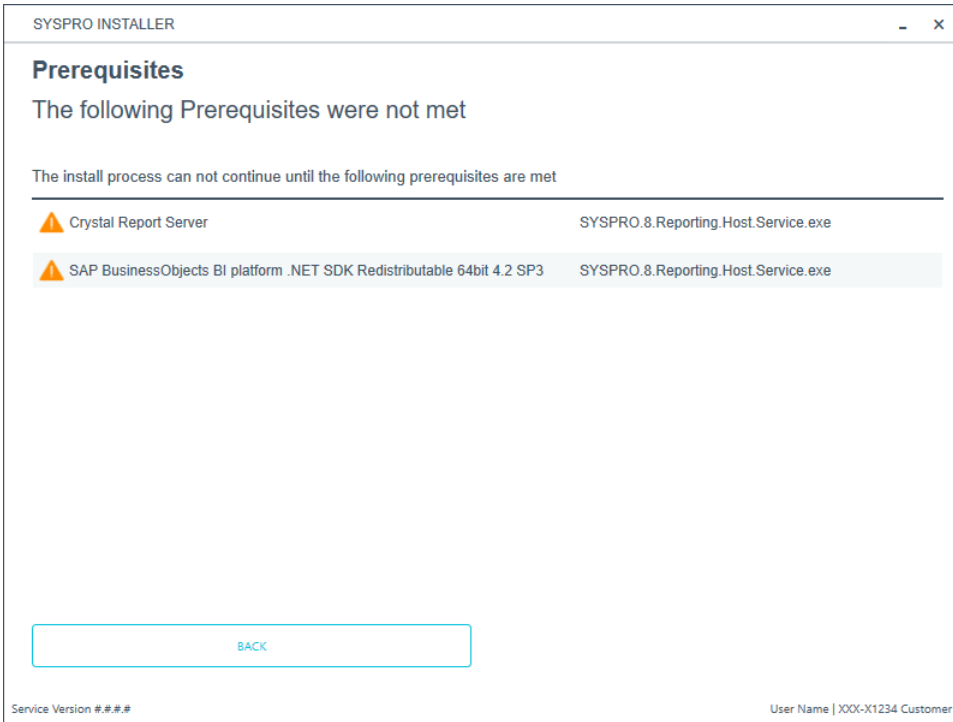 SYSPRO INSTALLER
Prerequisites
The following Prerequisites were not met
The install process can not continue until the following prerequisites are met
Crystal Report Server SYSPRO.8.Reporting.Host.Service.exe
SAP BusinessObjects BI platform .NET SDK Redistributable 64bit 4.2 SP3 SYSPRO.8.Reporting.Host.Service.exe
BACK
Service Version #.#.#.# User Name | XXX-X1234 Customer